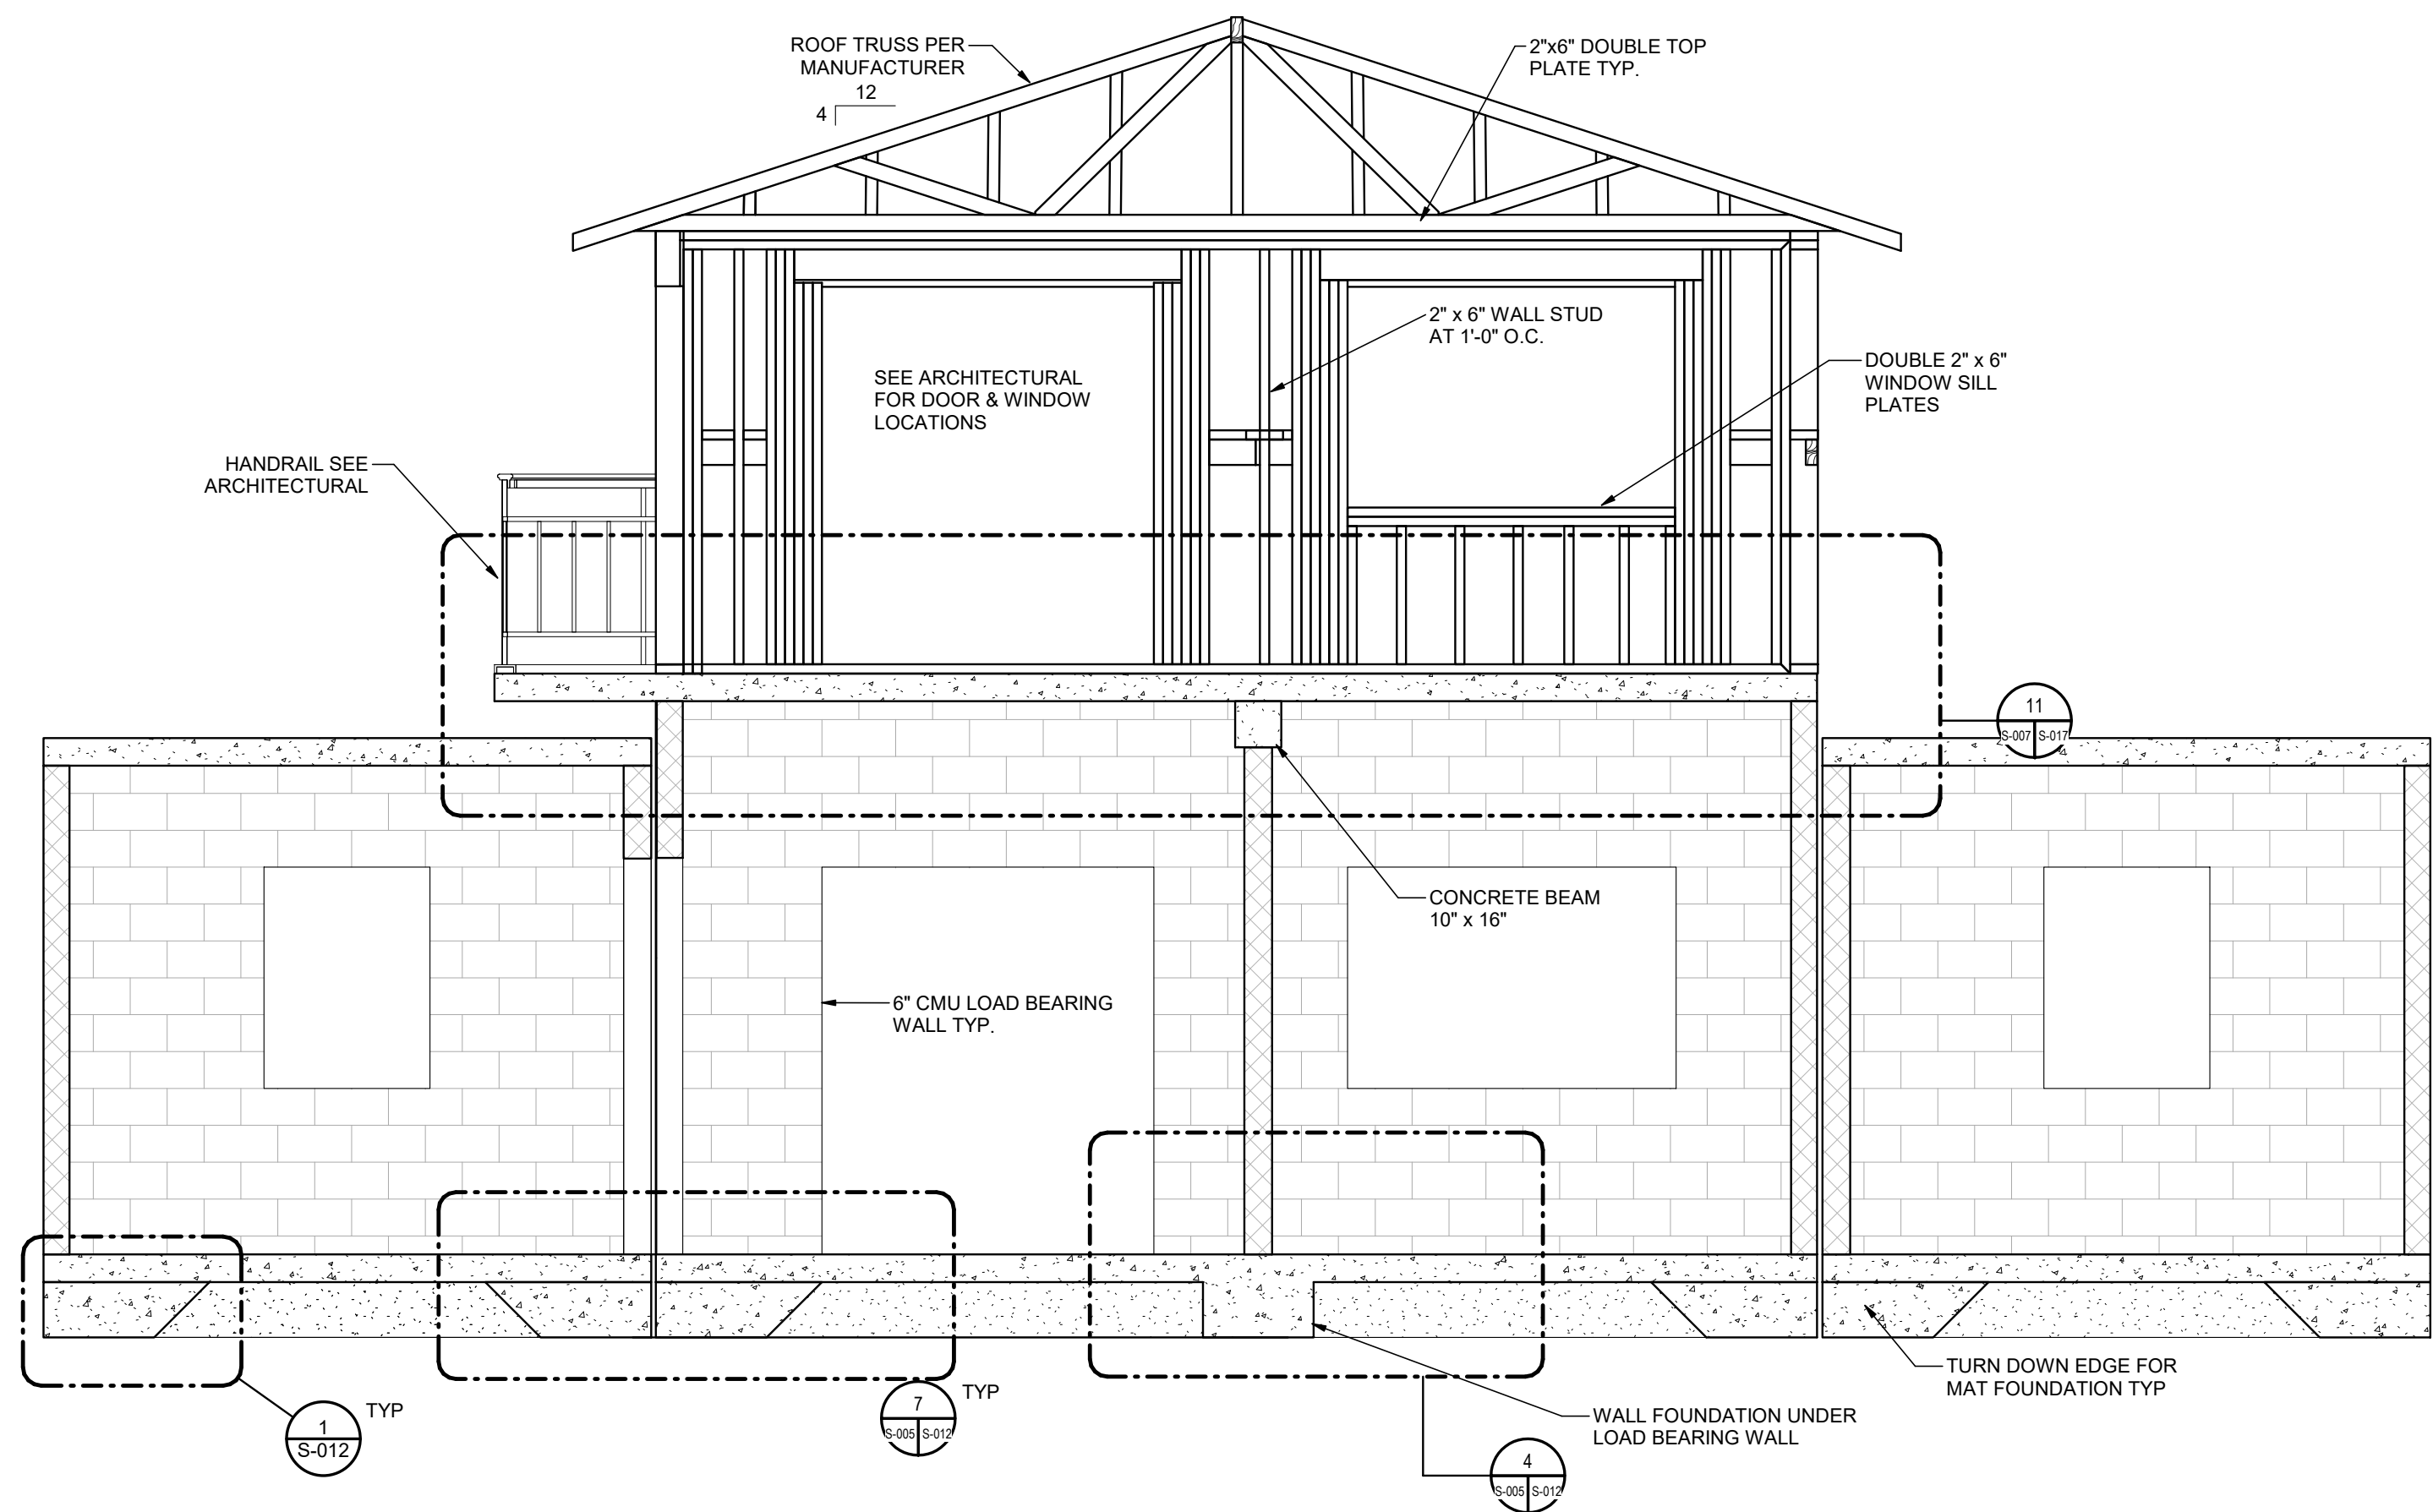 ROOF TRUSS PER
MANUFACTURER
12
4
2"x6" DOUBLE TOP
PLATE TYP.
2" x 6" WALL STUD
AT 1'-0" O.C.
DOUBLE 2" x 6"
WINDOW SILL
PLATES
SEE ARCHITECTURAL
FOR DOOR & WINDOW
LOCATIONS
HANDRAIL SEE
ARCHITECTURAL
11
S-007 S-017
CONCRETE BEAM
10" x 16"
6" CMU LOAD BEARING
WALL TYP.
TURN DOWN EDGE FOR
MAT FOUNDATION TYP
WALL FOUNDATION UNDER
LOAD BEARING WALL
1
S-012
TYP
7
S-005 S-012
TYP
4
S-005 S-012